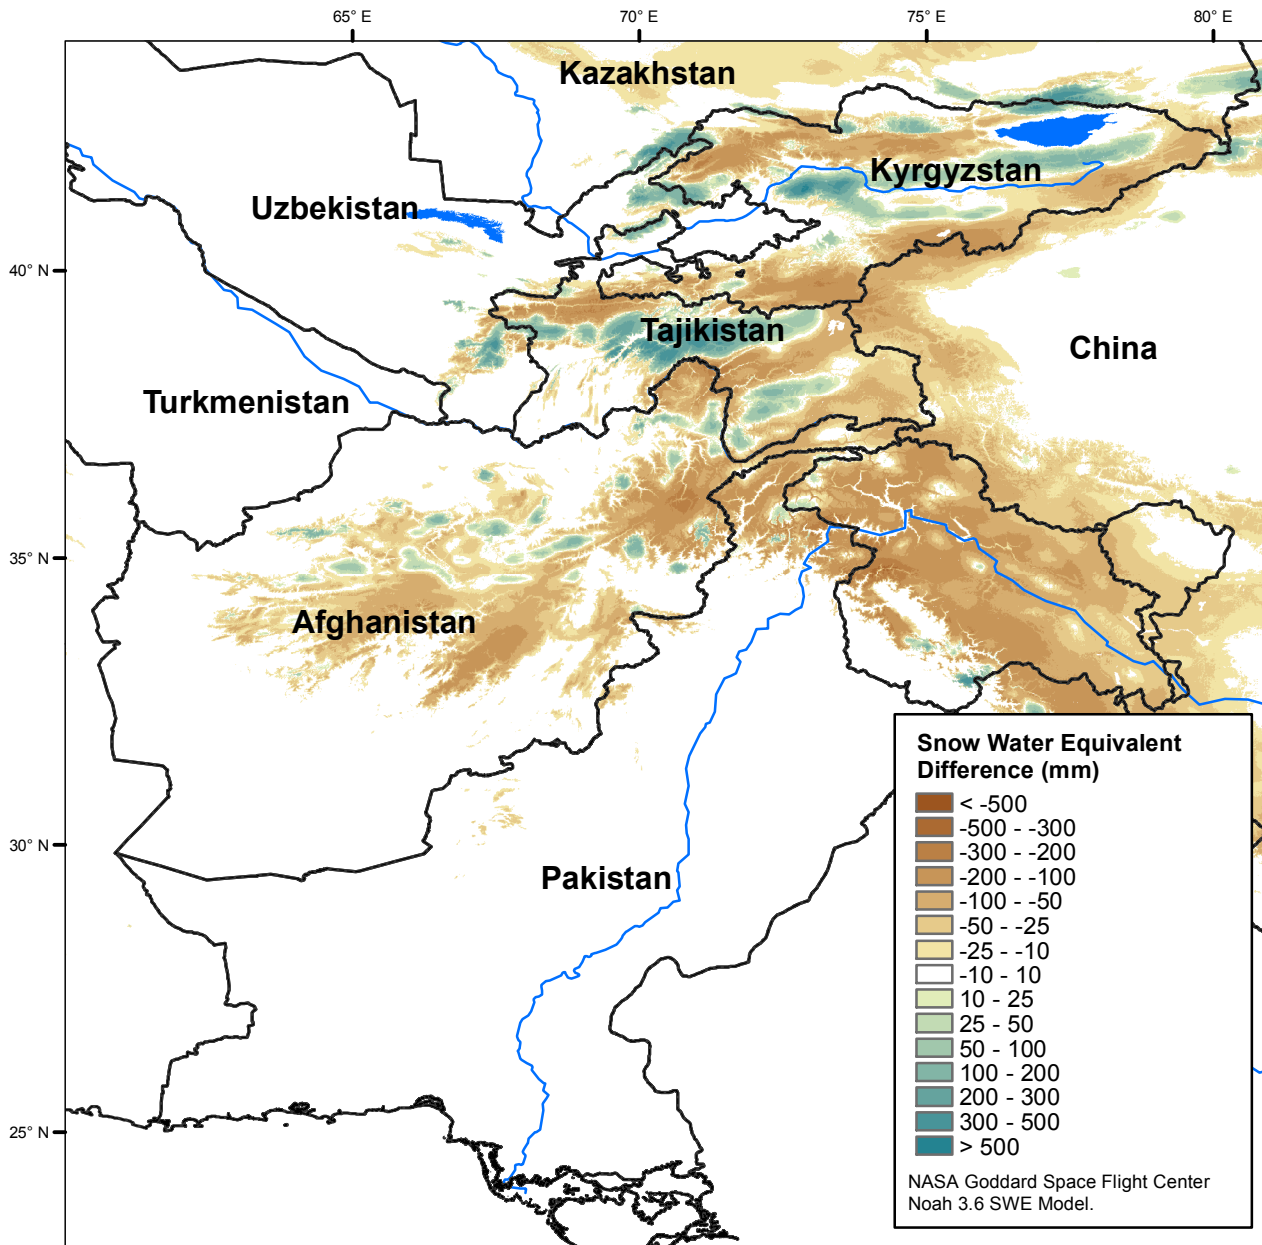 65° E
70° E
75° E
80° E
Kazakhstan
Kyrgyzstan
Uzbekistan
40° N
Tajikistan
China
Turkmenistan
35° N
Afghanistan
30° N
Pakistan
25° N
Snow Water Equivalent
Difference (mm)
< -500
-500 - -300
-300 - -200
-200 - -100
-100 - -50
-50 - -25
-25 - -10
-10 - 10
10 - 25
25 - 50
50 - 100
100 - 200
200 - 300
300 - 500
> 500
NASA Goddard Space Flight Center
Noah 3.6 SWE Model.